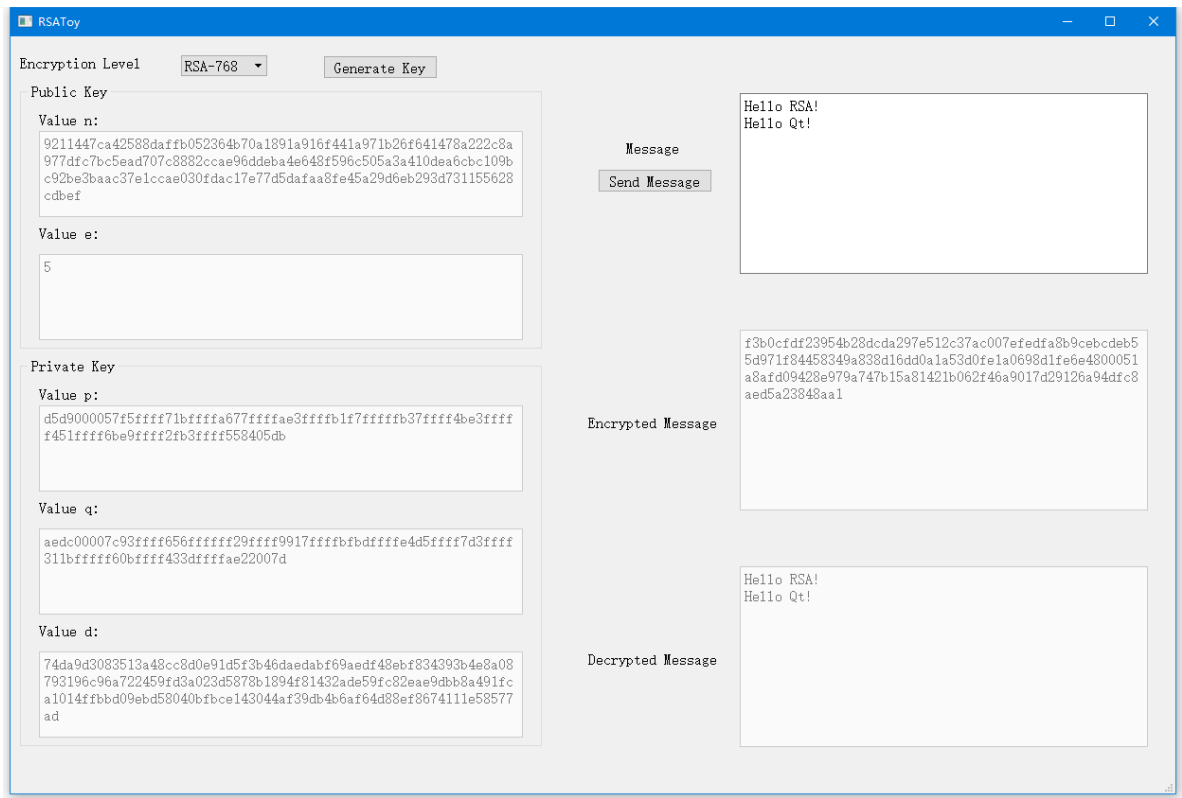 RSAToy
Encryption Level
RSA-768
Generate Key
Public Key
Value n:
9211447ca42588daffb052364b70a1891a916f441a971b26f641478a222c8a
977dfc7bc5ead707c8882ccae96ddeba4e648f596c505a3a410dea6cbc109b
c92be3baac37e1ccae030fdac17e77d5dafaa8fe45a29d6eb293d731155628
cdbef
Value e:
5
Private Key
Value p:
d5d9000057f5ffff71bffffa677ffffae3ffffb1f7fffffb37ffff4be3ffff
f451ffff6be9ffff2fb3ffff558405db
Value q:
aedc00007c93ffff656ffffff29ffff9917ffffbfbdffffe4d5ffff7d3ffff
311bfffff60bffff433dffffae22007d
Value d:
74da9d3083513a48cc8d0e91d5f3b46daedabf69aedf48ebf834393b4e8a08
793196c96a722459fd3a023d5878b1894f81432ade59fc82eae9dbb8a491fc
a1014ffbbd09ebd58040bfbce143044af39db4b6af64d88ef8674111e58577
ad
Message
Send Message
Hello RSA!
Hello Qt!
Encrypted Message
f3b0cfdf23954b28dcda297e512c37ac007efedfa8b9cebcdeb5
5d971f84458349a838d16dd0a1a53d0fe1a0698d1fe6e4800051
a8afd09428e979a747b15a81421b062f46a9017d29126a94dfc8
aed5a23848aa1
Decrypted Message
Hello RSA!
Hello Qt!